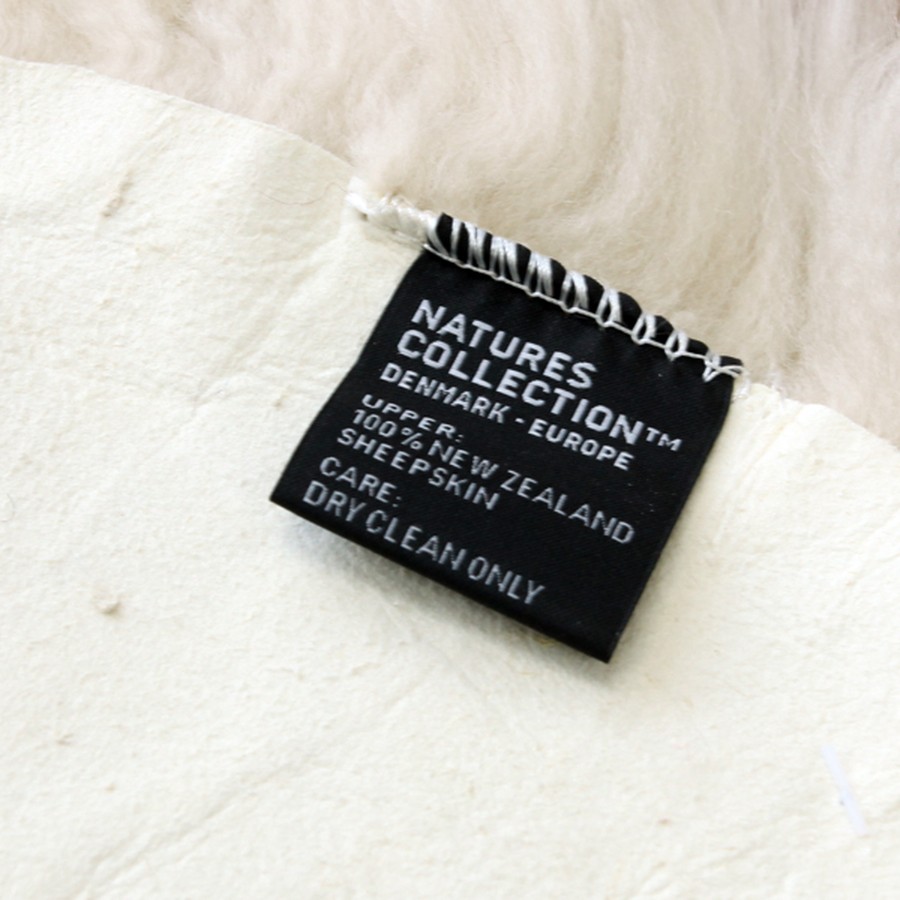 NATURES
COLLECTION™
DENMARK - EUROPE
UPPER:
100% NEW ZEALAND
SHEEPSKIN
CARE:
DRY CLEAN ONLY